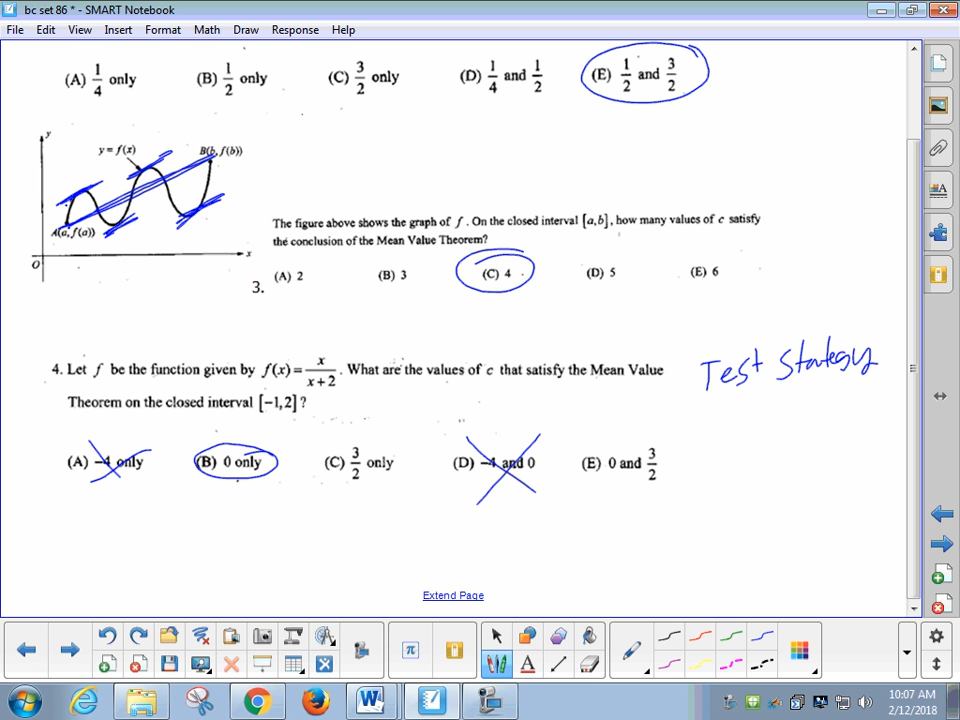 bc set 86 * - SMART Notebook
File Edit View Insert Format Math Draw Response Help
(A) 1/4 only (B) 1/2 only (C) 3/2 only (D) 1/4 and 1/2 (E) 1/2 and 3/2
y
y = f(x) B(b, f(b))
A(a, f(a))
O x
The figure above shows the graph of f . On the closed interval [a,b], how many values of c satisfy
the conclusion of the Mean Value Theorem?
3. (A) 2 (B) 3 (C) 4 (D) 5 (E) 6
4. Let f be the function given by f(x) = x/(x+2) . What are the values of c that satisfy the Mean Value
Theorem on the closed interval [-1,2]?
Test Strategy
(A) -4 only (B) 0 only (C) 3/2 only (D) -4 and 0 (E) 0 and 3/2
Extend Page
π
A
W
10:07 AM
2/12/2018